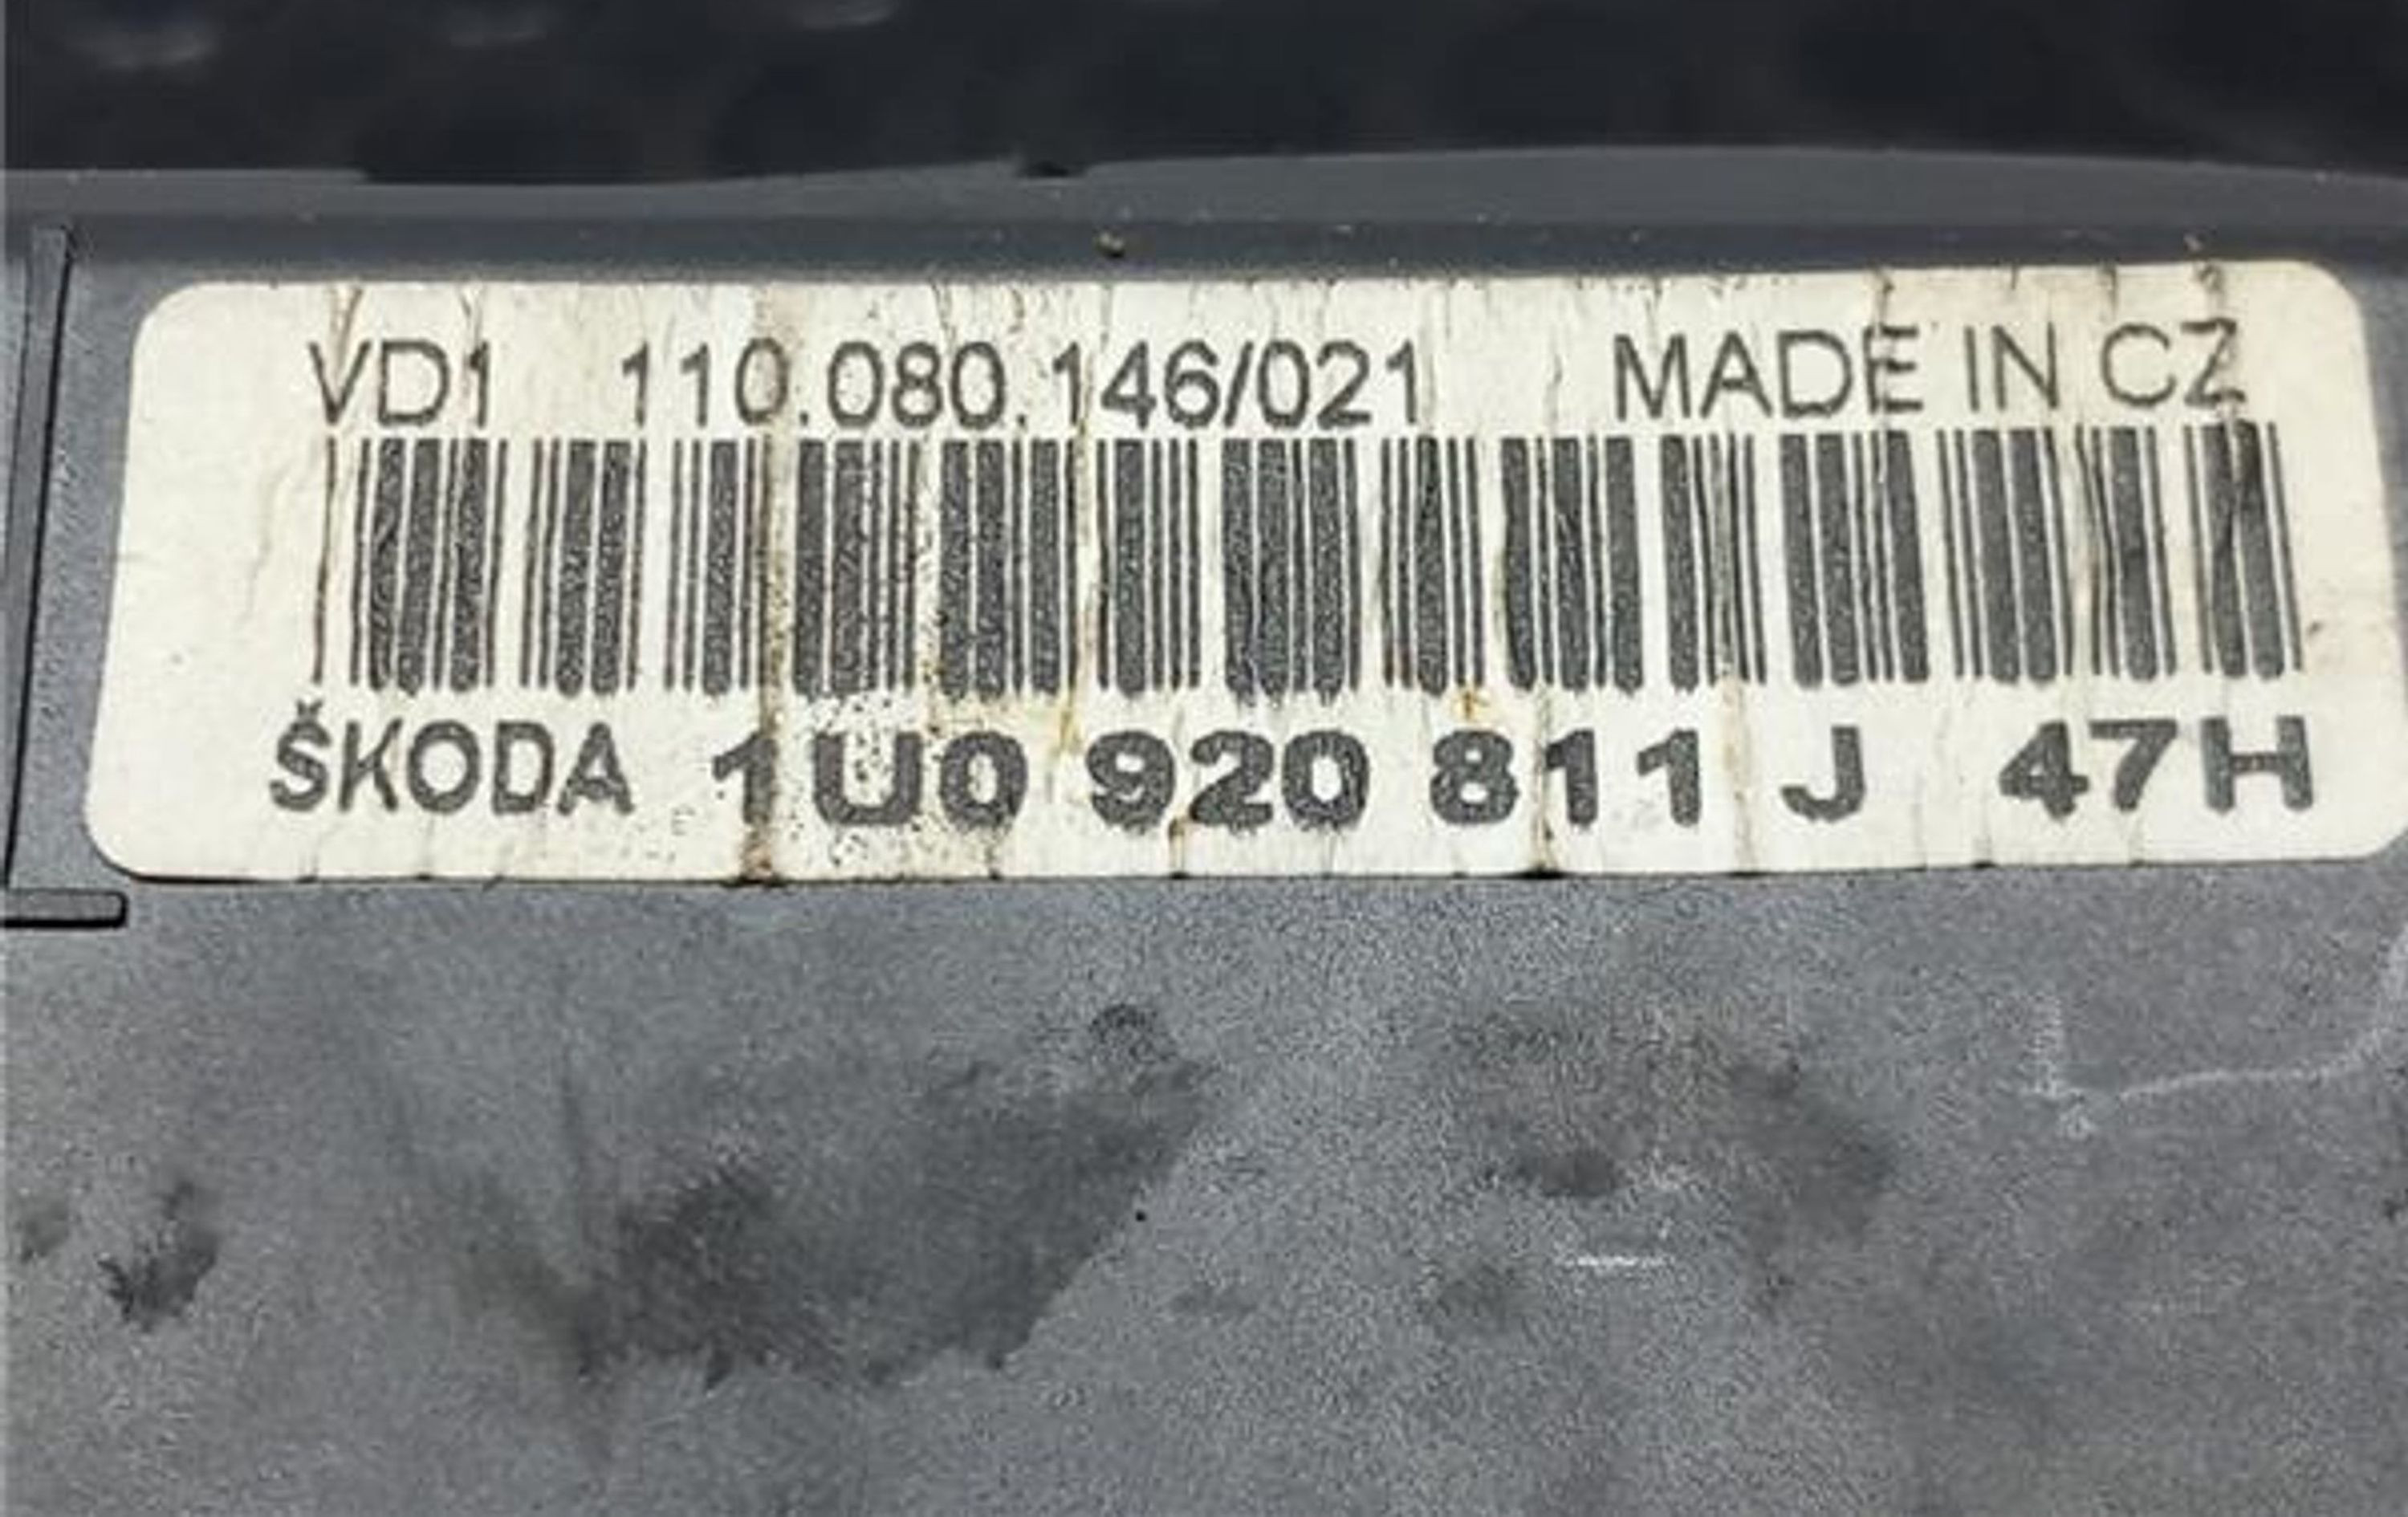 VD1 110.080.146/021 MADE IN CZ
ŠKODA 1U0 920 811 J 47H